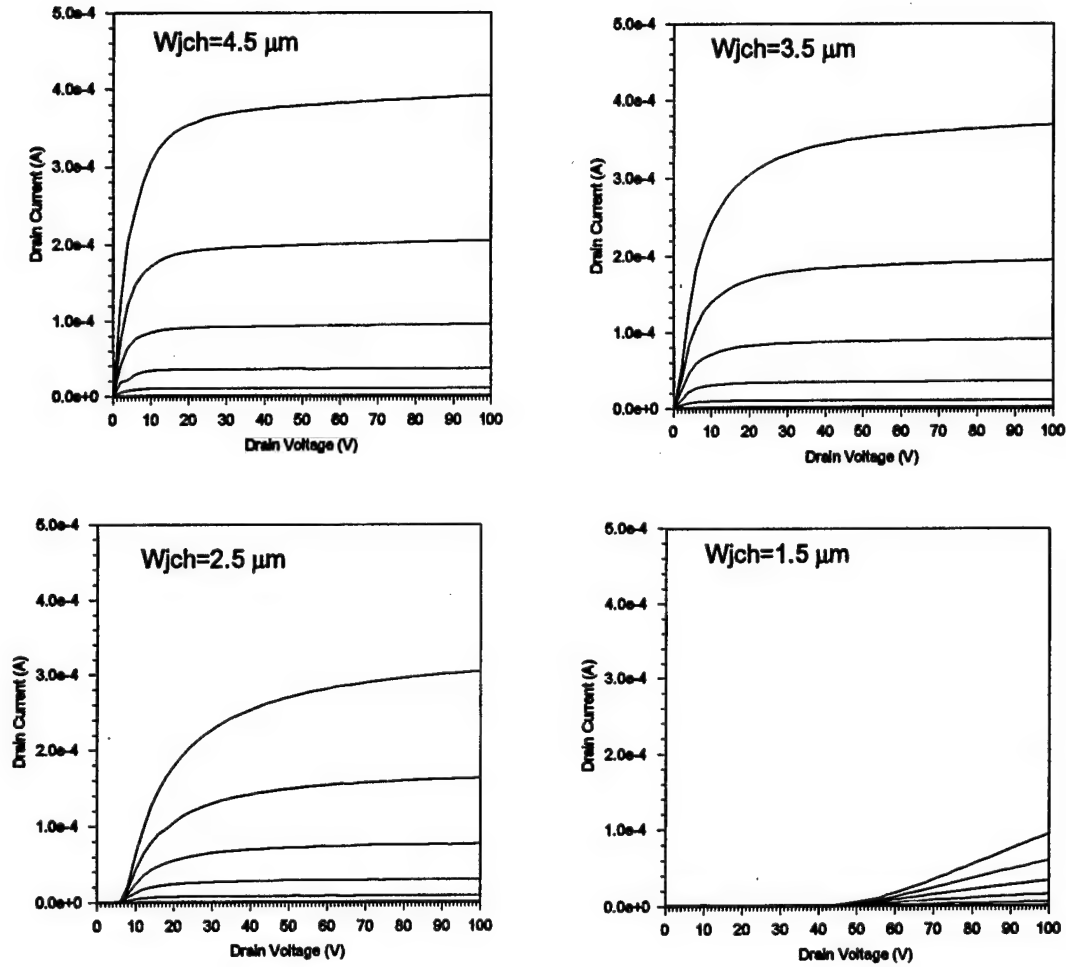 Wjch=4.5 µm
5.0e-4
4.0e-4
3.0e-4
2.0e-4
1.0e-4
0.0e+0
Drain Current (A)
0 10 20 30 40 50 60 70 80 90 100
Drain Voltage (V)
Wjch=3.5 µm
5.0e-4
4.0e-4
3.0e-4
2.0e-4
1.0e-4
0.0e+0
Drain Current (A)
0 10 20 30 40 50 60 70 80 90 100
Drain Voltage (V)
Wjch=2.5 µm
5.0e-4
4.0e-4
3.0e-4
2.0e-4
1.0e-4
0.0e+0
Drain Current (A)
0 10 20 30 40 50 60 70 80 90 100
Drain Voltage (V)
Wjch=1.5 µm
5.0e-4
4.0e-4
3.0e-4
2.0e-4
1.0e-4
0.0e+0
Drain Current (A)
0 10 20 30 40 50 60 70 80 90 100
Drain Voltage (V)